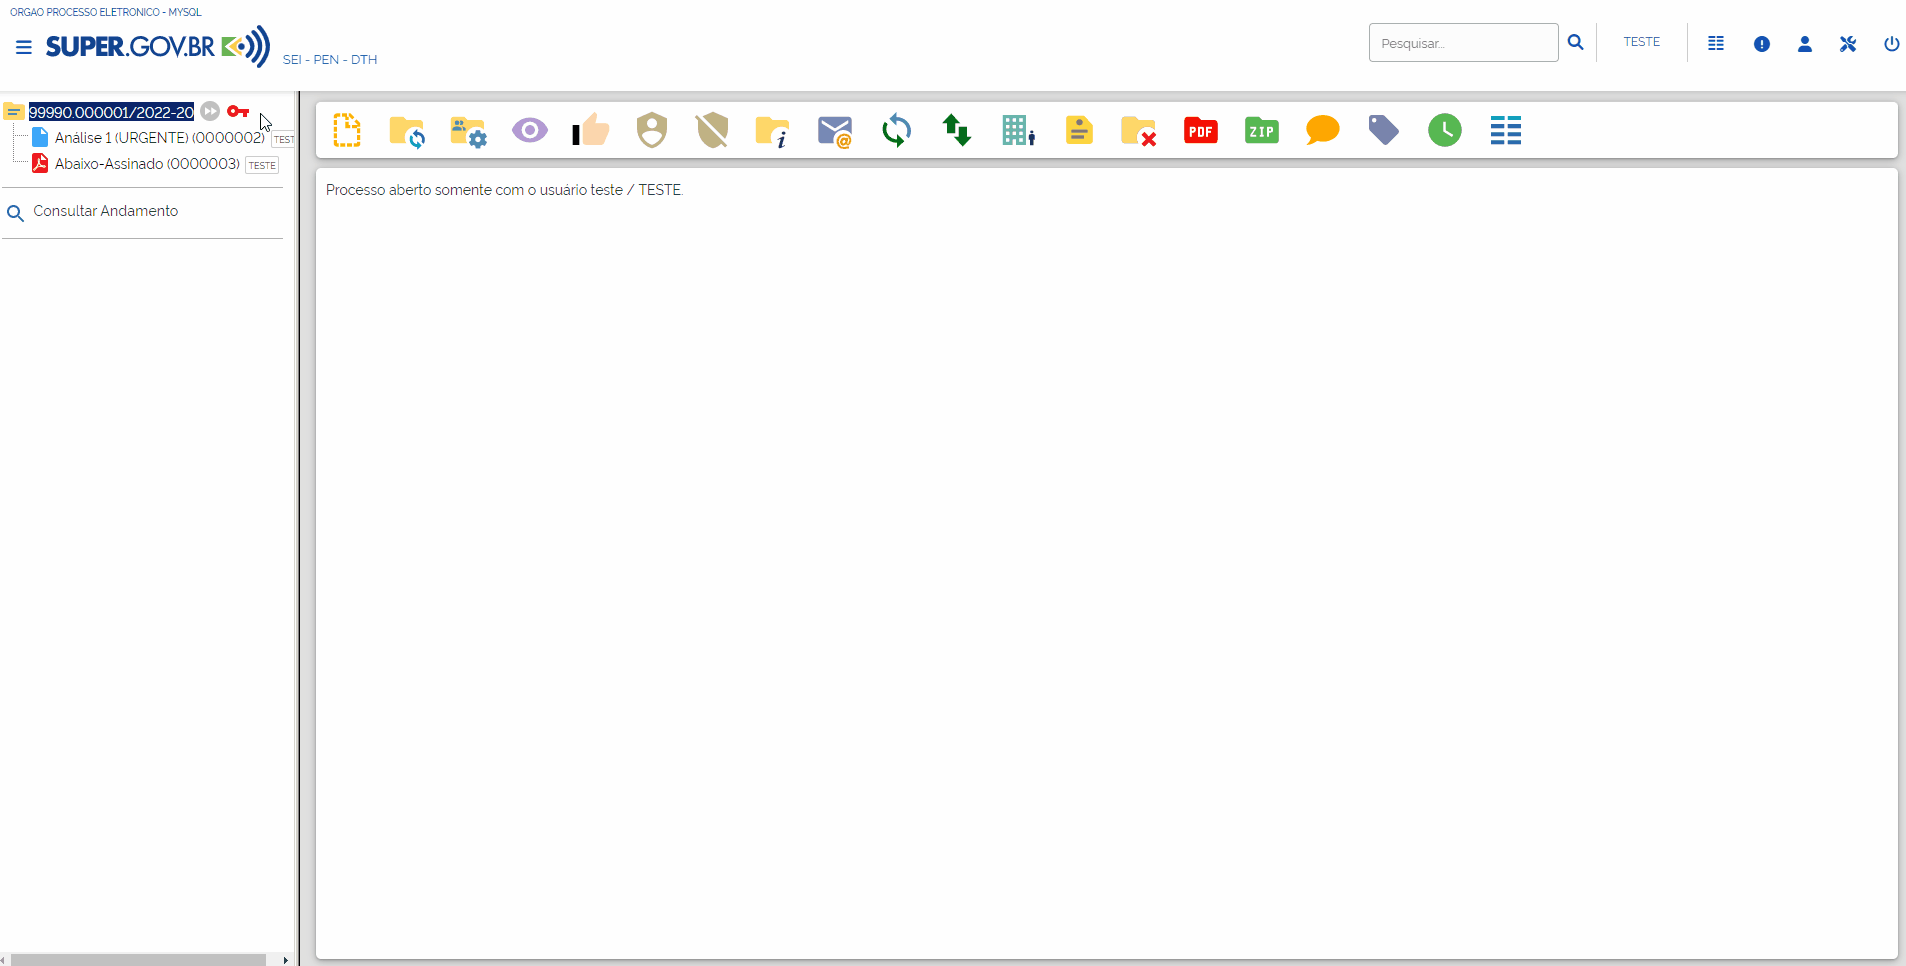 ORGAO PROCESSO ELETRONICO - MYSQL
SUPER.GOV.BR
SEI - PEN - DTH
Pesquisar...
TESTE
99990.000001/2022-20
Análise 1 (URGENTE) (0000002) TEST
Abaixo-Assinado (0000003) TESTE
Consultar Andamento
i
@
PDF
ZIP
Processo aberto somente com o usuário teste / TESTE.